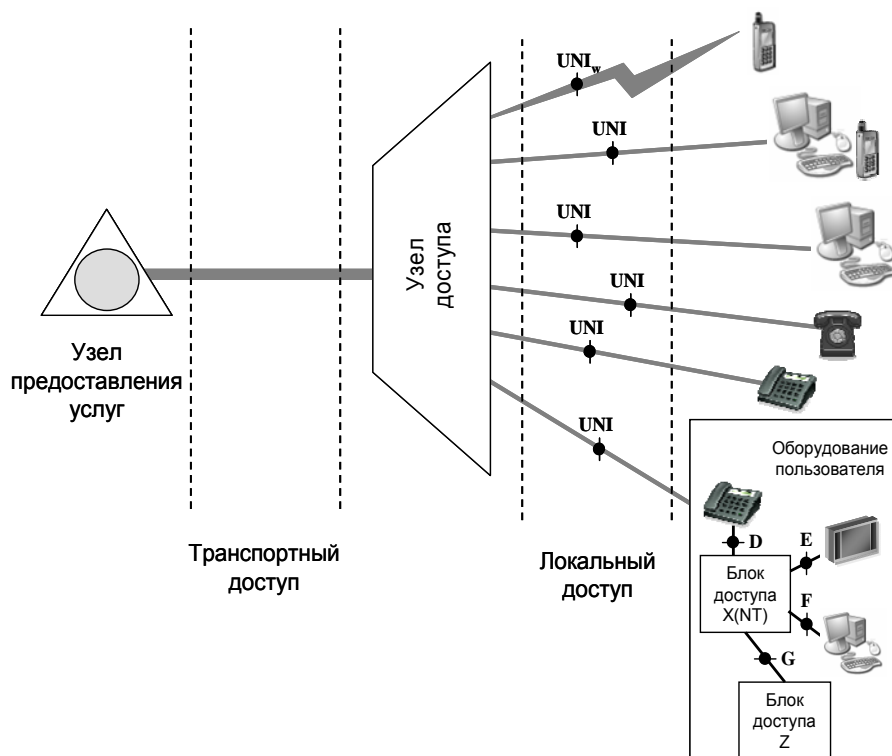 UNIw
UNI
UNI
UNI
UNI
UNI
Узел
доступа
Узел
предоставления
услуг
Транспортный
доступ
Локальный
доступ
Оборудование
пользователя
D
E
Блок
доступа
X(NT)
F
G
Блок
доступа
Z